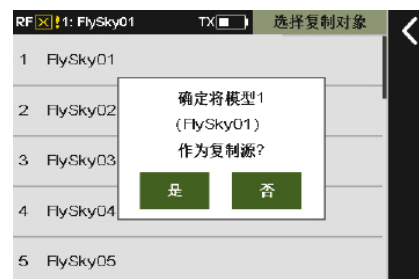 RF !1: FlySky01 TX 选择复制对象
1 FlySky01
2 FlySky02
3 FlySky03
4 FlySky04
5 FlySky05
确定将模型1
(FlySky01)
作为复制源?
是 否